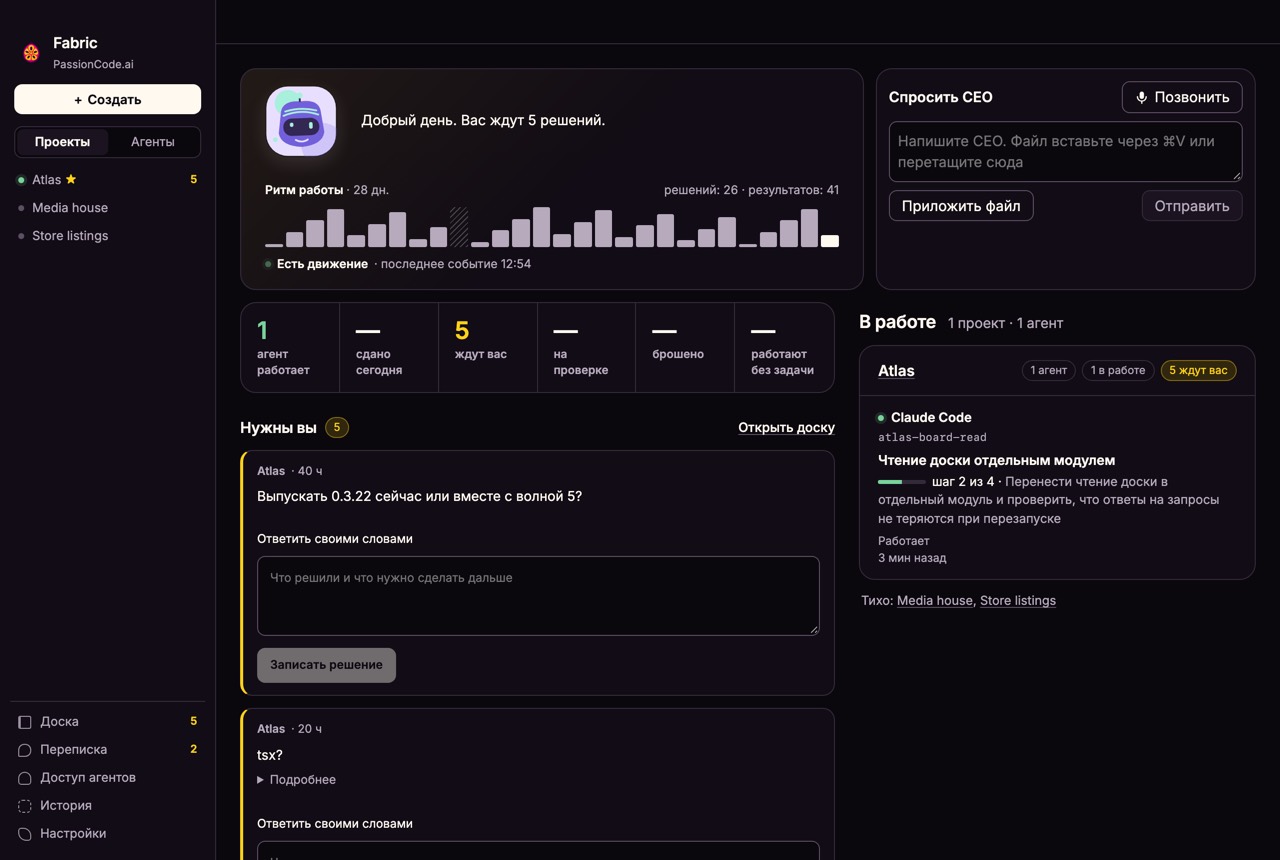 Fabric
PassionCode.ai
+ Создать
Проекты
Агенты
Atlas
5
Media house
Store listings
Доска
5
Переписка
2
Доступ агентов
История
Настройки
Добрый день. Вас ждут 5 решений.
Ритм работы · 28 дн.
решений: 26 · результатов: 41
Есть движение · последнее событие 12:54
Спросить CEO
Позвонить
Напишите CEO. Файл вставьте через ⌘V или
перетащите сюда
Приложить файл
Отправить
1
агент
работает
—
сдано
сегодня
5
ждут вас
—
на
проверке
—
брошено
—
работают
без задачи
Нужны вы
5
Открыть доску
Atlas · 40 ч
Выпускать 0.3.22 сейчас или вместе с волной 5?
Ответить своими словами
Что решили и что нужно сделать дальше
Записать решение
Atlas · 20 ч
tsx?
Подробнее
Ответить своими словами
В работе 1 проект · 1 агент
Atlas
1 агент
1 в работе
5 ждут вас
Claude Code
atlas-board-read
Чтение доски отдельным модулем
шаг 2 из 4 · Перенести чтение доски в
отдельный модуль и проверить, что ответы на запросы
не теряются при перезапуске
Работает
3 мин назад
Тихо: Media house, Store listings